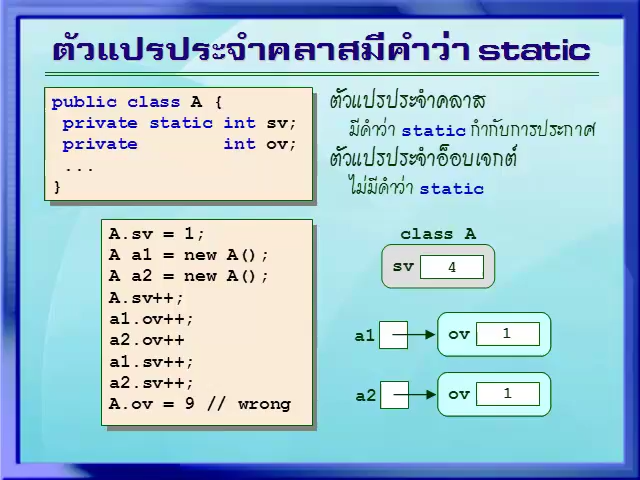 ตัวแปรประจำคลาสมีคำว่า static
public class A {
private static int sv;
private int ov;
...
}
ตัวแปรประจำคลาส
มีคำว่า static กำกับการประกาศ
ตัวแปรประจำอ็อบเจกต์
ไม่มีคำว่า static
A.sv = 1;
A a1 = new A();
A a2 = new A();
A.sv++;
a1.ov++;
a2.ov++
a1.sv++;
a2.sv++;
A.ov = 9 // wrong
class A
sv 4
a1 ov 1
a2 ov 1